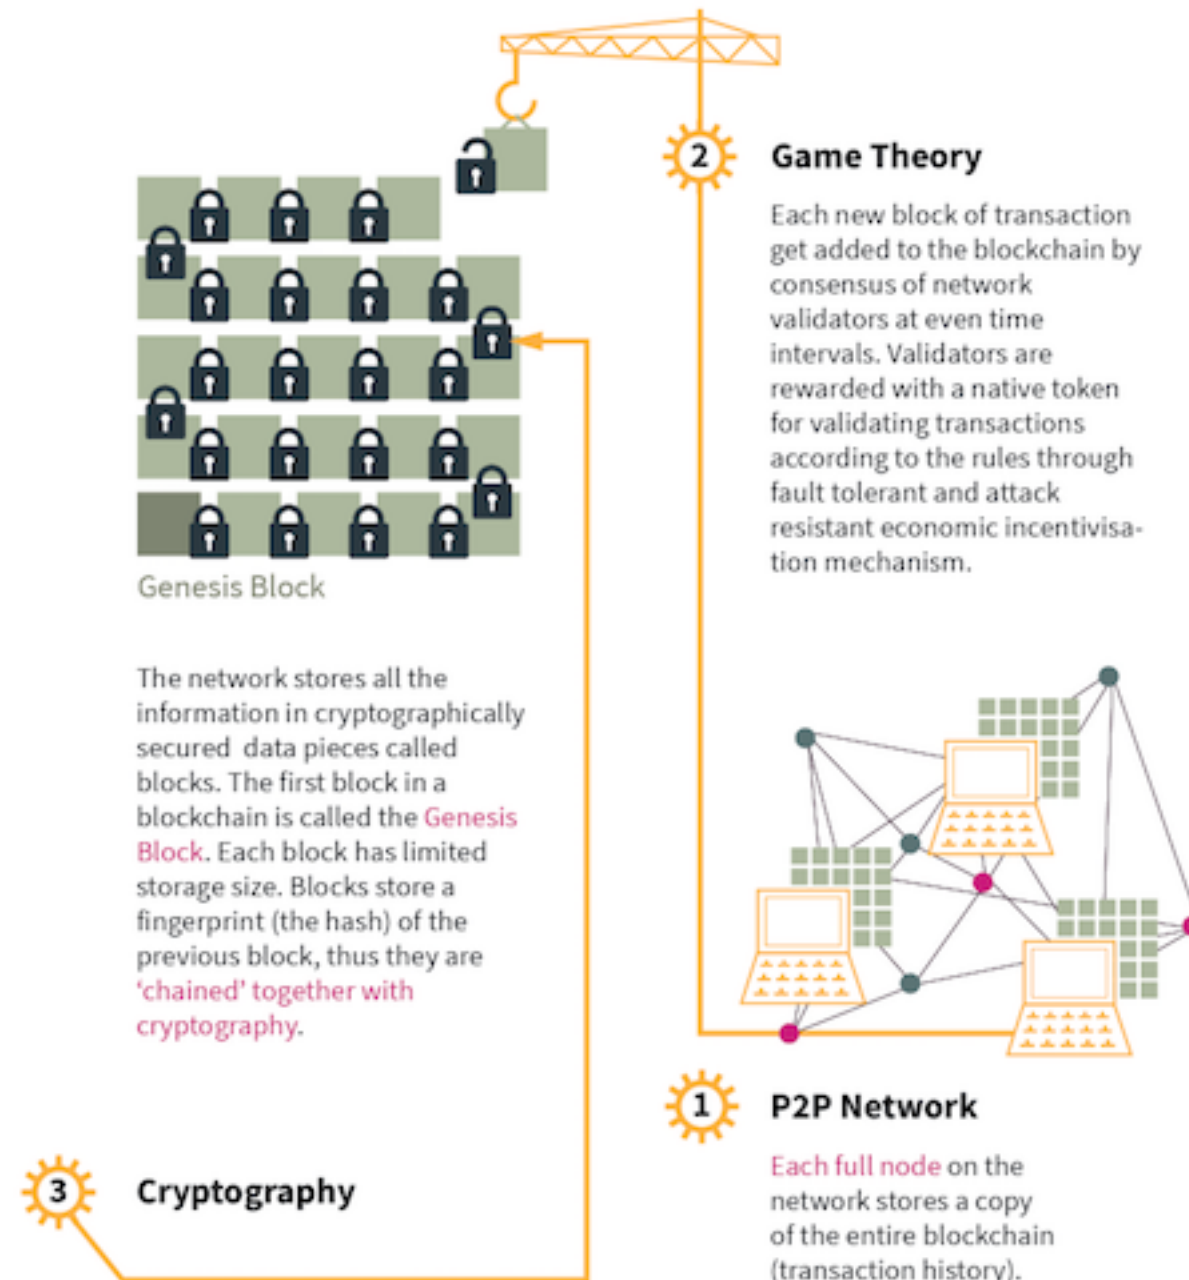 2
Game Theory
Each new block of transaction
get added to the blockchain by
consensus of network
validators at even time
intervals. Validators are
rewarded with a native token
for validating transactions
according to the rules through
fault tolerant and attack
resistant economic incentivisa-
tion mechanism.
Genesis Block
The network stores all the
information in cryptographically
secured data pieces called
blocks. The first block in a
blockchain is called the Genesis
Block. Each block has limited
storage size. Blocks store a
fingerprint (the hash) of the
previous block, thus they are
‘chained’ together with
cryptography.
1
P2P Network
Each full node on the
network stores a copy
of the entire blockchain
(transaction history).
3
Cryptography